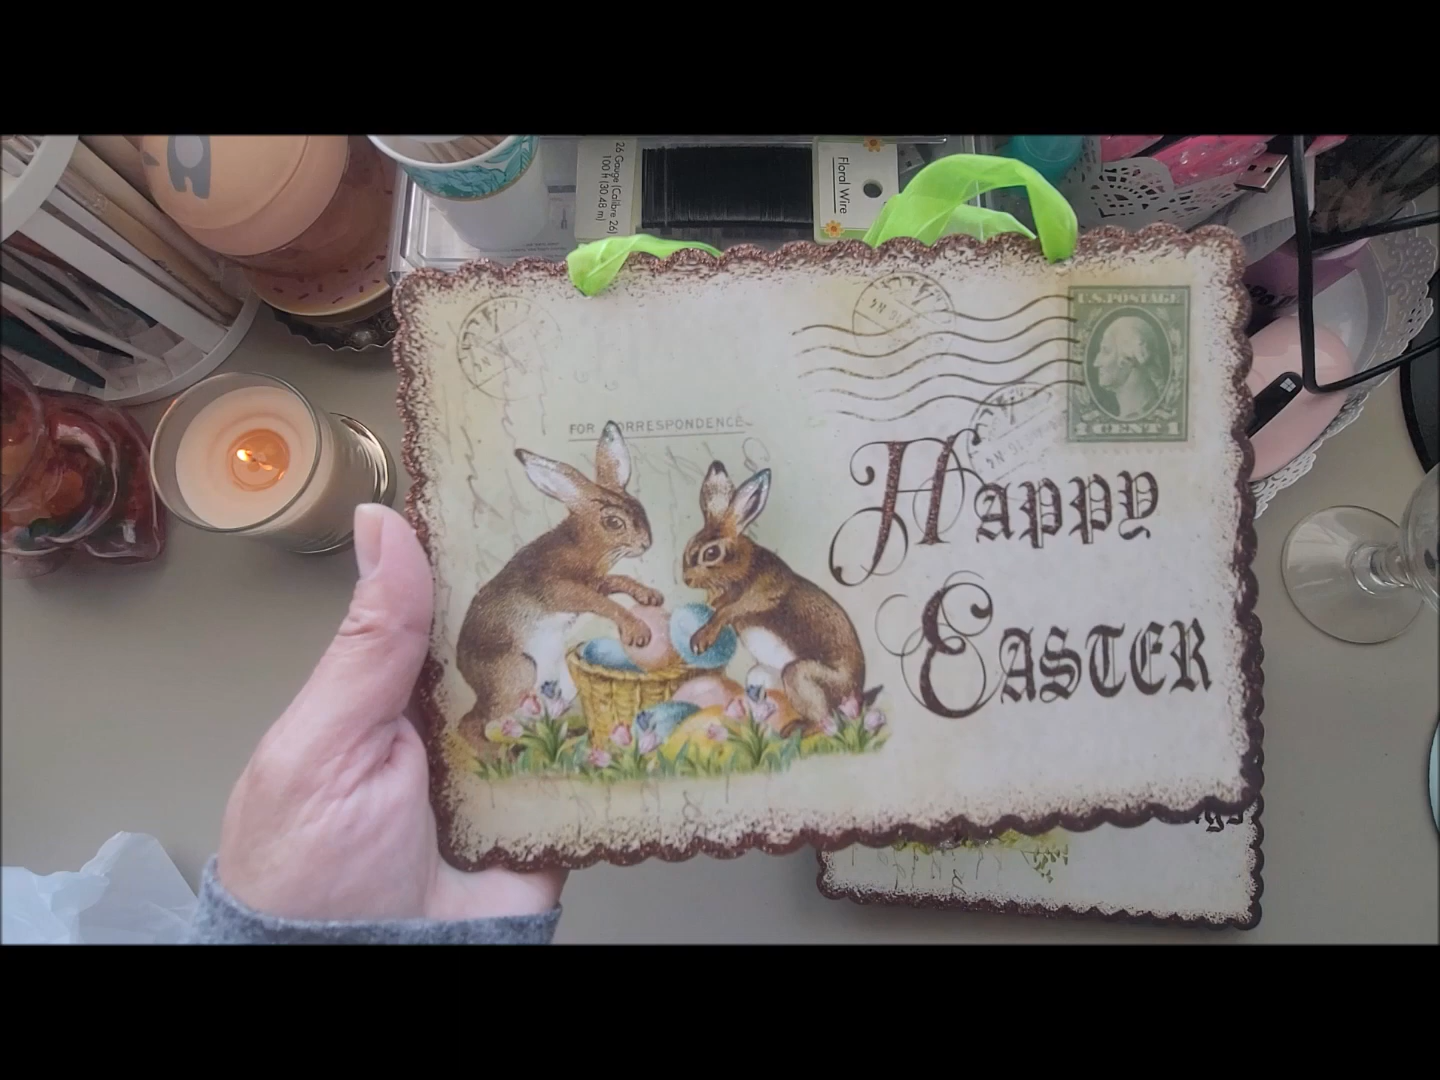 26 Gauge (Calibre 26)
100 ft (30.48 m)
Floral Wire
U.S. POSTAGE
1 CENT 1
FOR CORRESPONDENCE
HAPPY
EASTER